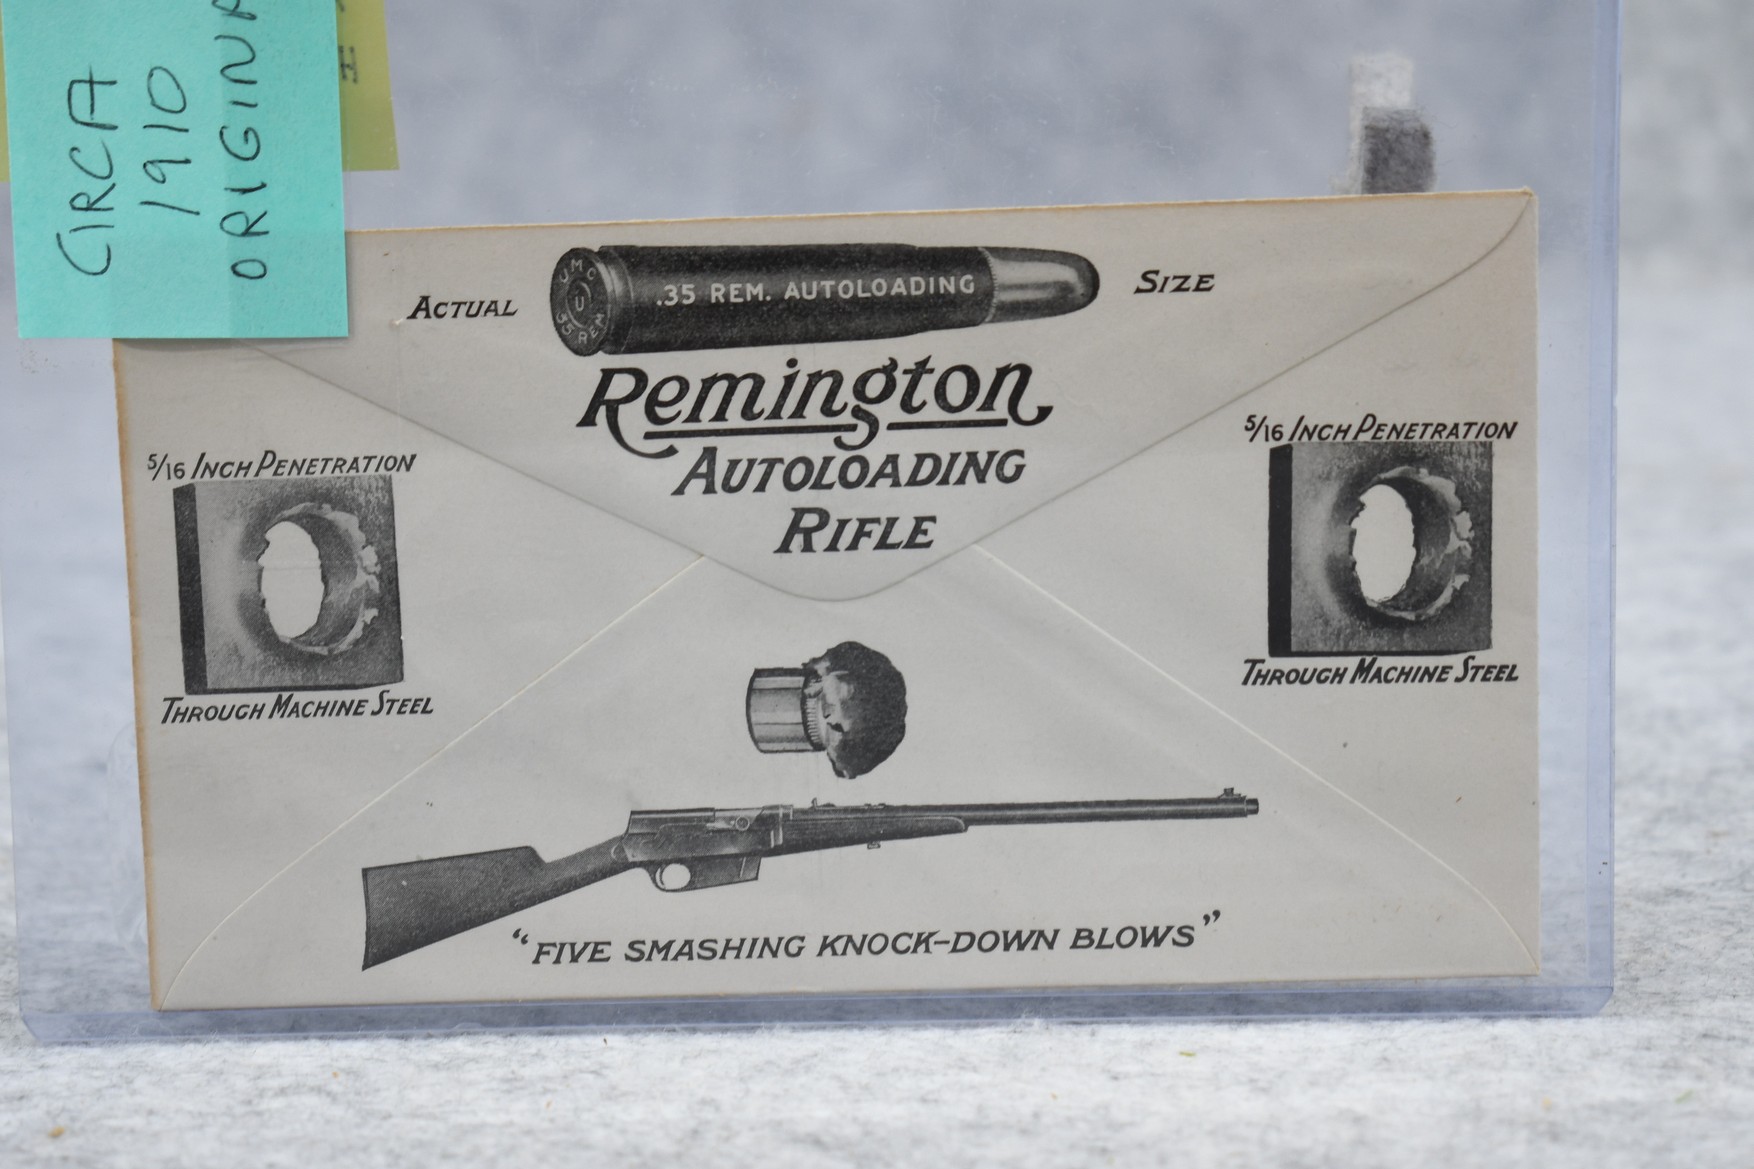 CIRCA
1910
ORIGINA
ACTUAL
UMC
U
35 REM
.35 REM. AUTOLOADING
SIZE
Remington
AUTOLOADING
RIFLE
5/16 INCH PENETRATION
THROUGH MACHINE STEEL
5/16 INCH PENETRATION
THROUGH MACHINE STEEL
"FIVE SMASHING KNOCK-DOWN BLOWS"